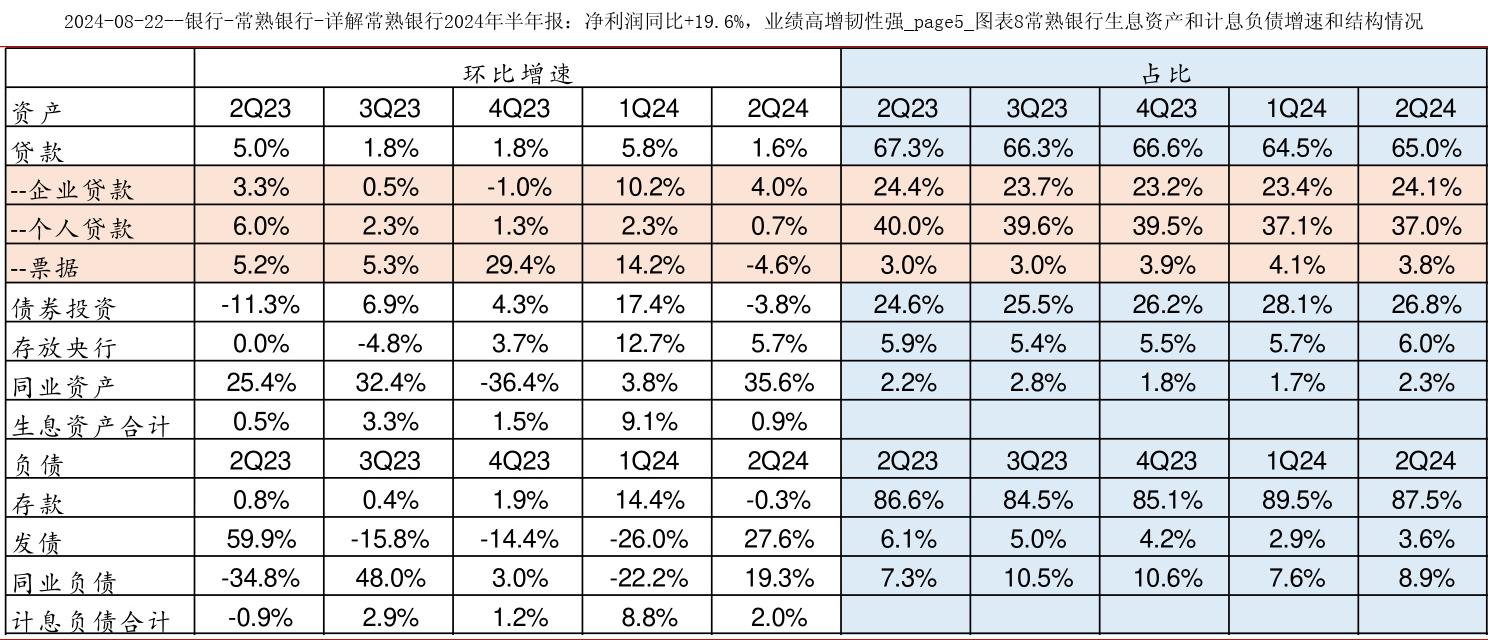 2024-08-22--银行-常熟银行-详解常熟银行2024年半年报：净利润同比+19.6%，业绩高增韧性强_page5_图表8常熟银行生息资产和计息负债增速和结构情况
环比增速 占比
资产 2Q23 3Q23 4Q23 1Q24 2Q24 2Q23 3Q23 4Q23 1Q24 2Q24
贷款 5.0% 1.8% 1.8% 5.8% 1.6% 67.3% 66.3% 66.6% 64.5% 65.0%
--企业贷款 3.3% 0.5% -1.0% 10.2% 4.0% 24.4% 23.7% 23.2% 23.4% 24.1%
--个人贷款 6.0% 2.3% 1.3% 2.3% 0.7% 40.0% 39.6% 39.5% 37.1% 37.0%
--票据 5.2% 5.3% 29.4% 14.2% -4.6% 3.0% 3.0% 3.9% 4.1% 3.8%
债券投资 -11.3% 6.9% 4.3% 17.4% -3.8% 24.6% 25.5% 26.2% 28.1% 26.8%
存放央行 0.0% -4.8% 3.7% 12.7% 5.7% 5.9% 5.4% 5.5% 5.7% 6.0%
同业资产 25.4% 32.4% -36.4% 3.8% 35.6% 2.2% 2.8% 1.8% 1.7% 2.3%
生息资产合计 0.5% 3.3% 1.5% 9.1% 0.9%
负债 2Q23 3Q23 4Q23 1Q24 2Q24 2Q23 3Q23 4Q23 1Q24 2Q24
存款 0.8% 0.4% 1.9% 14.4% -0.3% 86.6% 84.5% 85.1% 89.5% 87.5%
发债 59.9% -15.8% -14.4% -26.0% 27.6% 6.1% 5.0% 4.2% 2.9% 3.6%
同业负债 -34.8% 48.0% 3.0% -22.2% 19.3% 7.3% 10.5% 10.6% 7.6% 8.9%
计息负债合计 -0.9% 2.9% 1.2% 8.8% 2.0%